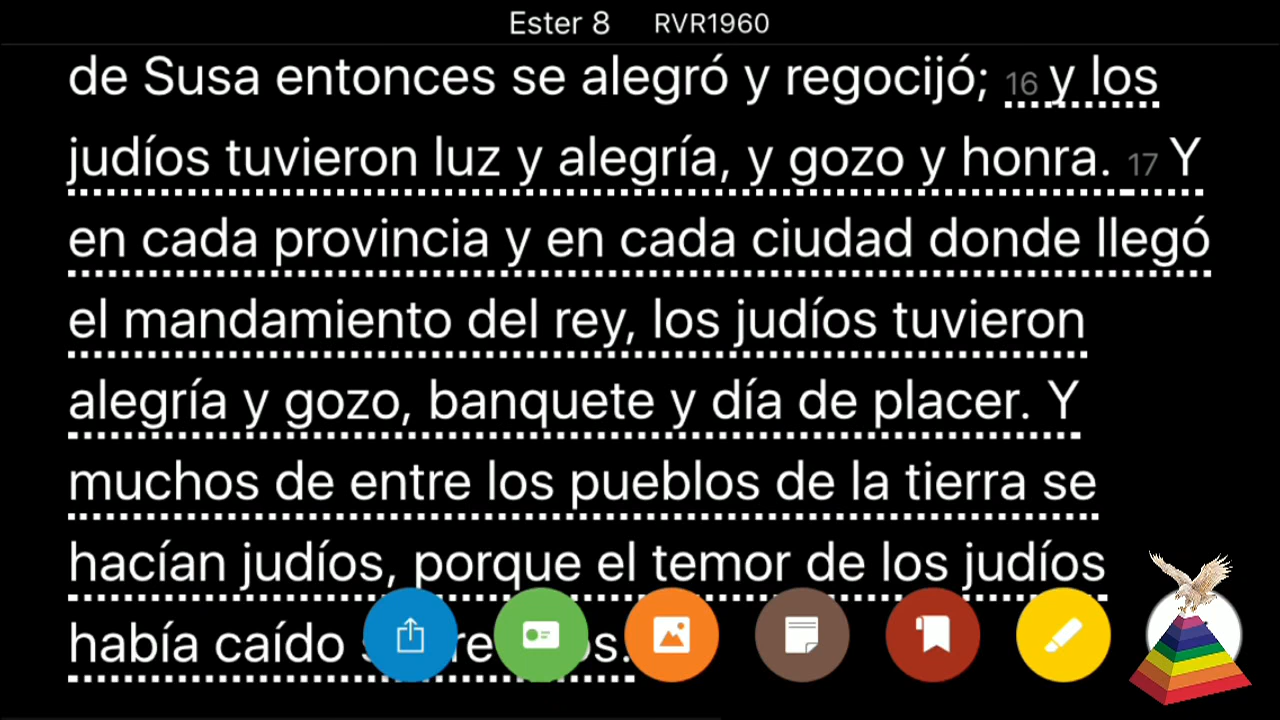 Ester 8 RVR1960
de Susa entonces se alegró y regocijó; 16 y los
judíos tuvieron luz y alegría, y gozo y honra. 17 Y
en cada provincia y en cada ciudad donde llegó
el mandamiento del rey, los judíos tuvieron
alegría y gozo, banquete y día de placer. Y
muchos de entre los pueblos de la tierra se
hacían judíos, porque el temor de los judíos
había caído